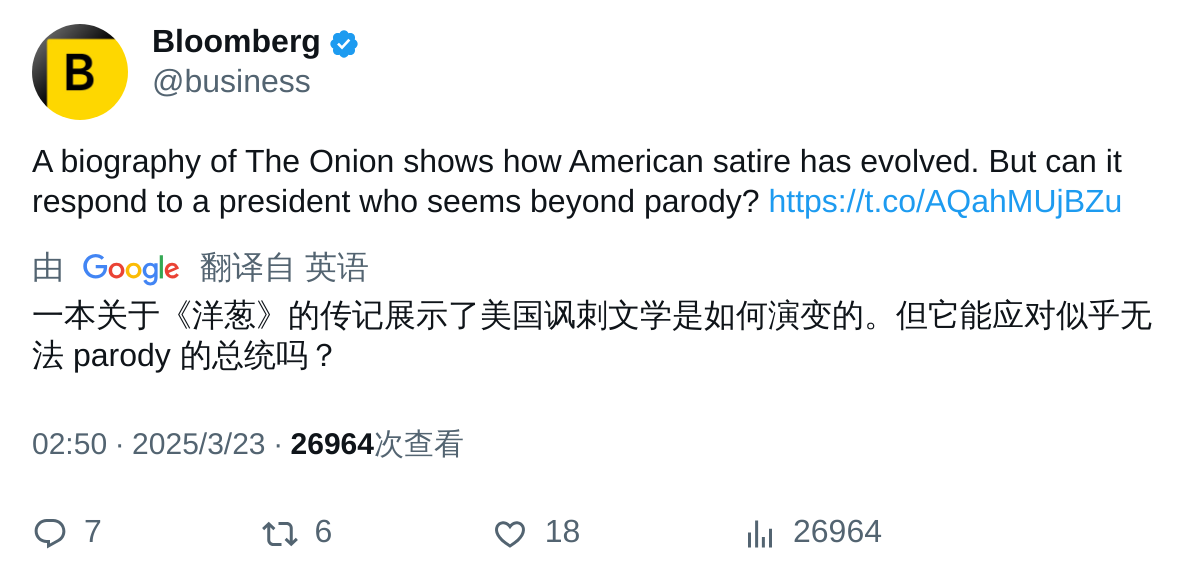 B
Bloomberg
@business
A biography of The Onion shows how American satire has evolved. But can it
respond to a president who seems beyond parody? https://t.co/AQahMUjBZu
由 Google 翻译自 英语
一本关于《洋葱》的传记展示了美国讽刺文学是如何演变的。但它能应对似乎无
法 parody 的总统吗？
02:50 · 2025/3/23 · 26964次查看
7 6 18 26964